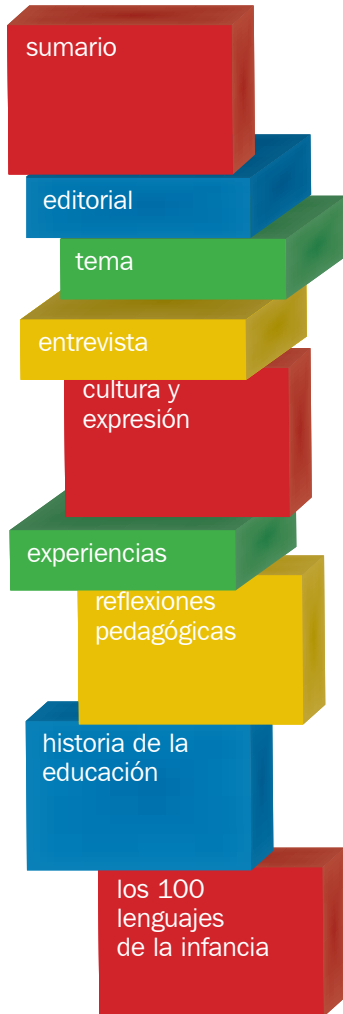 sumario
editorial
tema
entrevista
cultura y
expresión
experiencias
reflexiones
pedagógicas
historia de la
educación
los 100
lenguajes
de la infancia